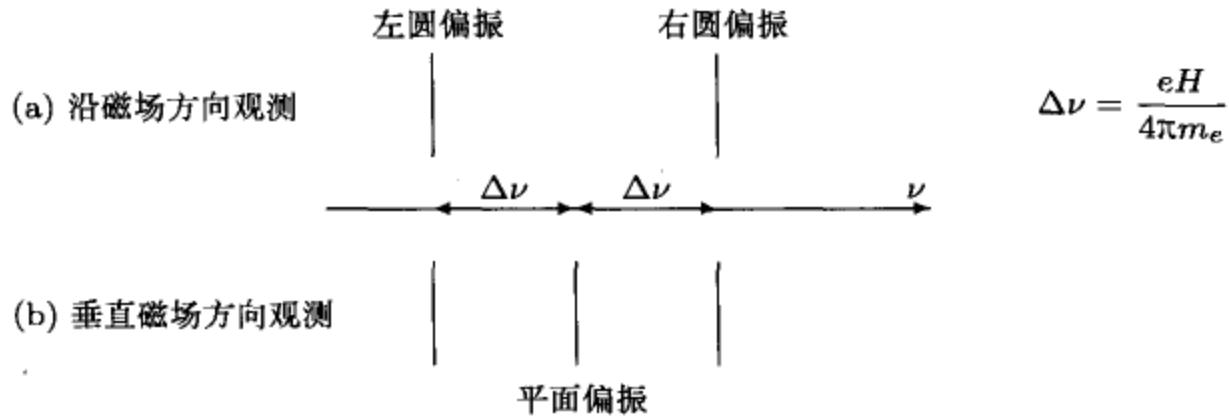 左圆偏振 右圆偏振
(a) 沿磁场方向观测
Δν = eH / 4πmₑ
Δν Δν ν
(b) 垂直磁场方向观测
平面偏振